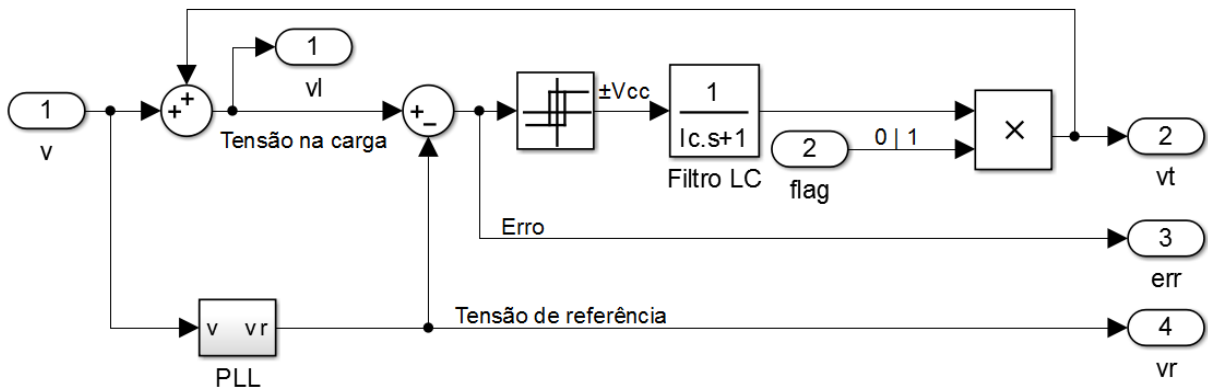 1
v
+
+
1
vl
Tensão na carga
+
−
±Vcc
1
lc.s+1
Filtro LC
2
flag
0 | 1
×
2
vt
Erro
3
err
v vr
PLL
Tensão de referência
4
vr